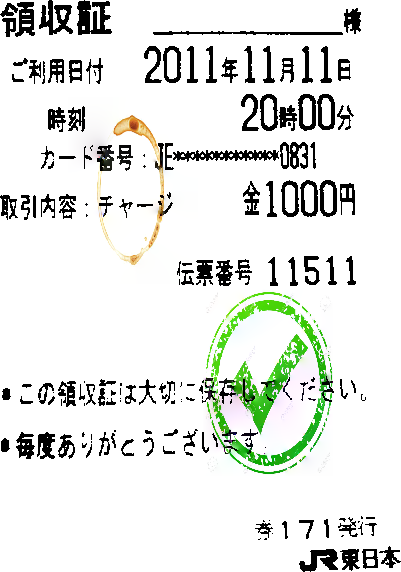 領収証 様
ご利用日付 2011年11月11日
時刻 20時00分
カード番号：JE***********0831
取引内容：チャージ 金1000円
伝票番号 11511
＊この領収証は大切に保存してください。
＊毎度ありがとうございます。
券171発行
JR東日本